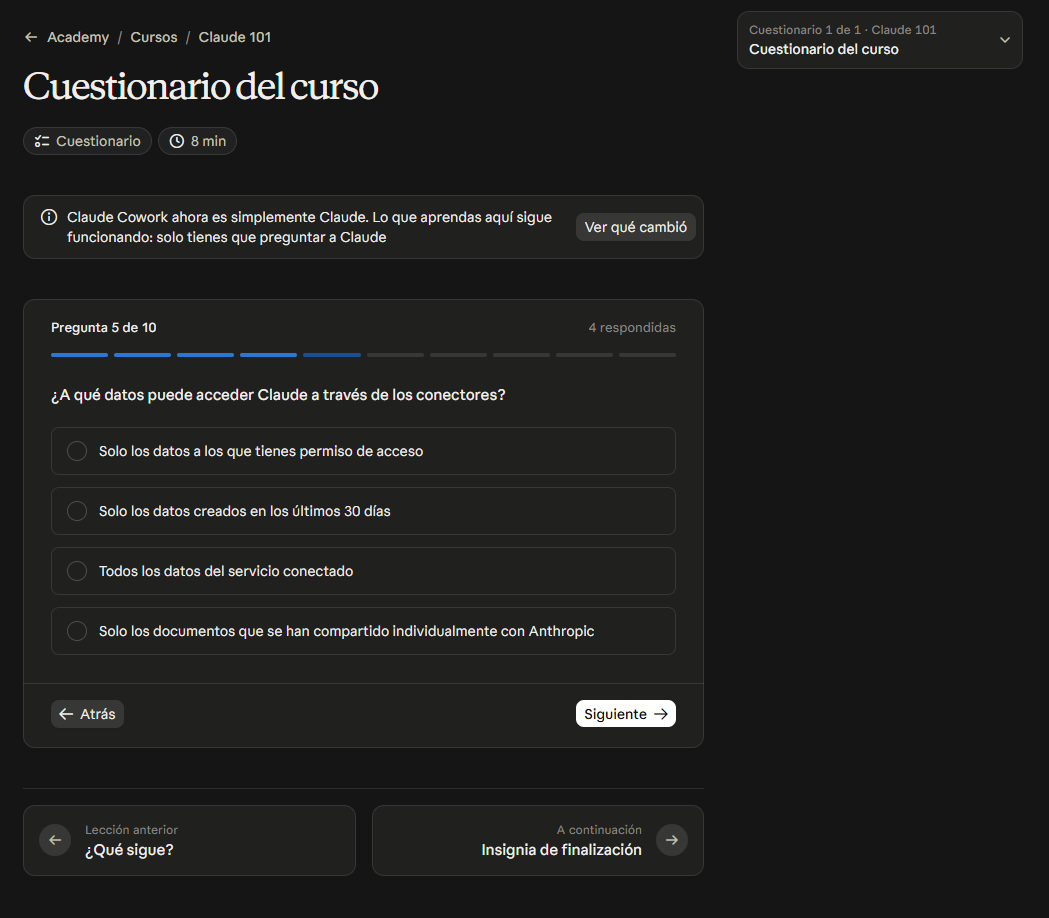 Academy / Cursos / Claude 101
Cuestionario 1 de 1 · Claude 101
Cuestionario del curso
Cuestionario del curso
Cuestionario
8 min
Claude Cowork ahora es simplemente Claude. Lo que aprendas aquí sigue
funcionando: solo tienes que preguntar a Claude
Ver qué cambió
Pregunta 5 de 10
4 respondidas
¿A qué datos puede acceder Claude a través de los conectores?
Solo los datos a los que tienes permiso de acceso
Solo los datos creados en los últimos 30 días
Todos los datos del servicio conectado
Solo los documentos que se han compartido individualmente con Anthropic
Atrás
Siguiente
Lección anterior
¿Qué sigue?
A continuación
Insignia de finalización